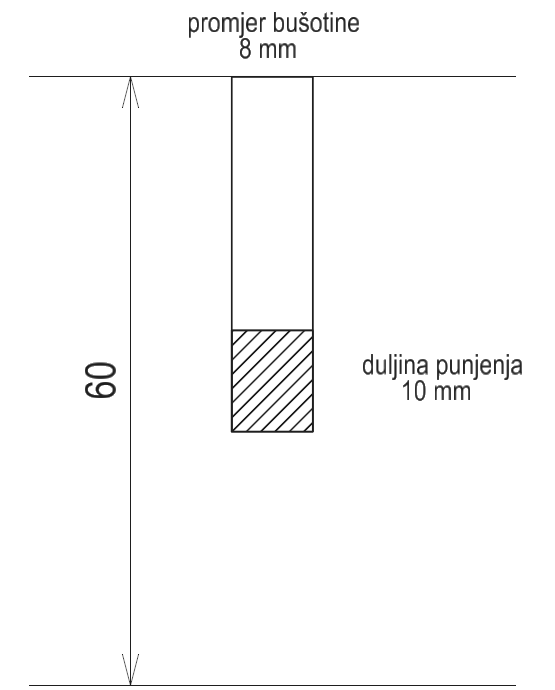 promjer bušotine
8 mm
60
duljina punjenja
10 mm